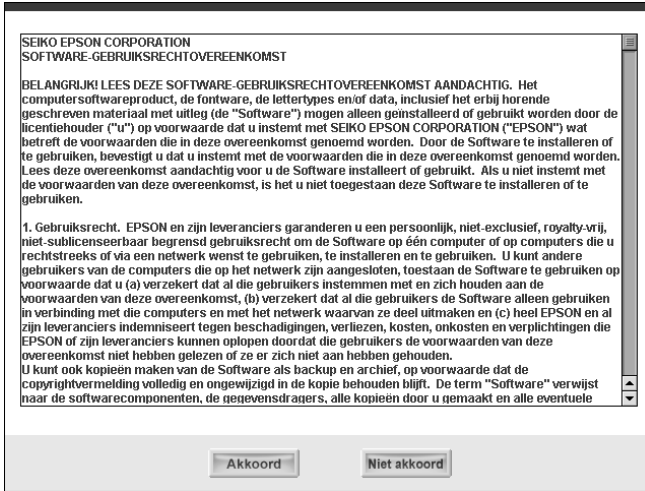 SEIKO EPSON CORPORATION
SOFTWARE-GEBRUIKSRECHTOVEREENKOMST
BELANGRIJK! LEES DEZE SOFTWARE-GEBRUIKSRECHTOVEREENKOMST AANDACHTIG. Het
computersoftwareproduct, de fontware, de lettertypes en/of data, inclusief het erbij horende
geschreven materiaal met uitleg (de "Software") mogen alleen geïnstalleerd of gebruikt worden door de
licentiehouder ("u") op voorwaarde dat u instemt met SEIKO EPSON CORPORATION ("EPSON") wat
betreft de voorwaarden die in deze overeenkomst genoemd worden. Door de Software te installeren of
te gebruiken, bevestigt u dat u instemt met de voorwaarden die in deze overeenkomst genoemd worden.
Lees deze overeenkomst aandachtig voor u de Software installeert of gebruikt. Als u niet instemt met
de voorwaarden van deze overeenkomst, is het u niet toegestaan deze Software te installeren of te
gebruiken.
1. Gebruiksrecht. EPSON en zijn leveranciers garanderen u een persoonlijk, niet-exclusief, royalty-vrij,
niet-sublicenseerbaar begrensd gebruiksrecht om de Software op één computer of op computers die u
rechtstreeks of via een netwerk wenst te gebruiken, te installeren en te gebruiken. U kunt andere
gebruikers van de computers die op het netwerk zijn aangesloten, toestaan de Software te gebruiken op
voorwaarde dat u (a) verzekert dat al die gebruikers instemmen met en zich houden aan de
voorwaarden van deze overeenkomst, (b) verzekert dat al die gebruikers de Software alleen gebruiken
in verbinding met die computers en met het netwerk waarvan ze deel uitmaken en (c) heel EPSON en al
zijn leveranciers indemniseert tegen beschadigingen, verliezen, kosten, onkosten en verplichtingen die
EPSON of zijn leveranciers kunnen oplopen doordat die gebruikers de voorwaarden van deze
overeenkomst niet hebben gelezen of ze er zich niet aan hebben gehouden.
U kunt ook kopieën maken van de Software als backup en archief, op voorwaarde dat de
copyrightvermelding volledig en ongewijzigd in de kopie behouden blijft. De term "Software" verwijst
naar de softwarecomponenten, de gegevensdragers, alle kopieën door u gemaakt en alle eventuele
Akkoord
Niet akkoord